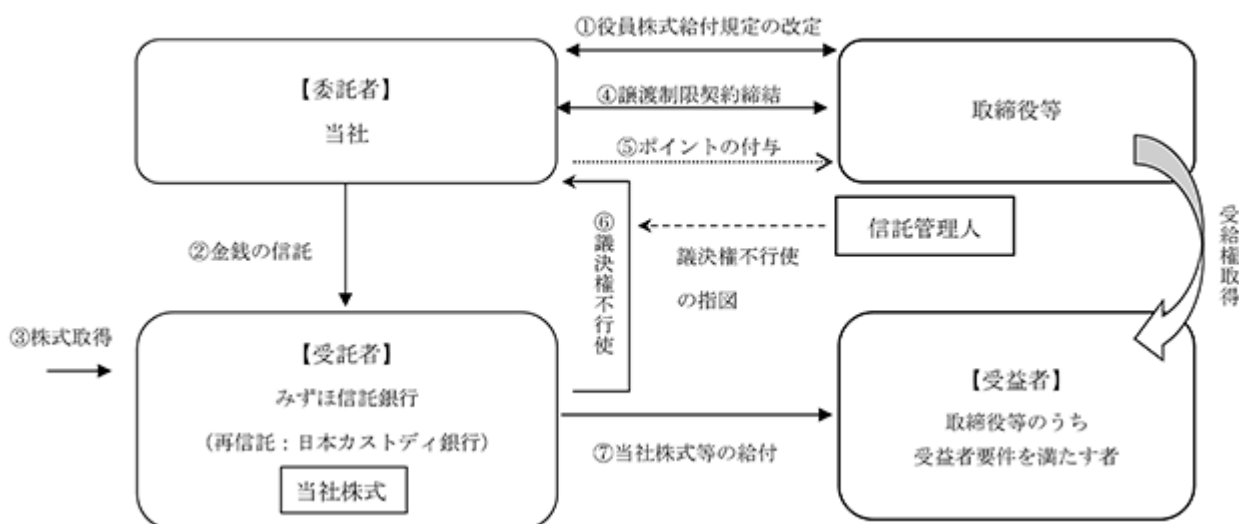 ①役員株式給付規定の改定
【委託者】
当社
④譲渡制限契約締結
取締役等
⑤ポイントの付与
②金銭の信託
⑥議決権不行使
信託管理人
議決権不行使
の指図
受給権取得
③株式取得
【受託者】
みずほ信託銀行
(再信託：日本カストディ銀行)
当社株式
⑦当社株式等の給付
【受益者】
取締役等のうち
受益者要件を満たす者